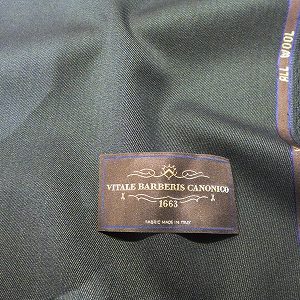 VITALE BARBERIS CANONICO
1663
FABRIC MADE IN ITALY
ALL WOOL